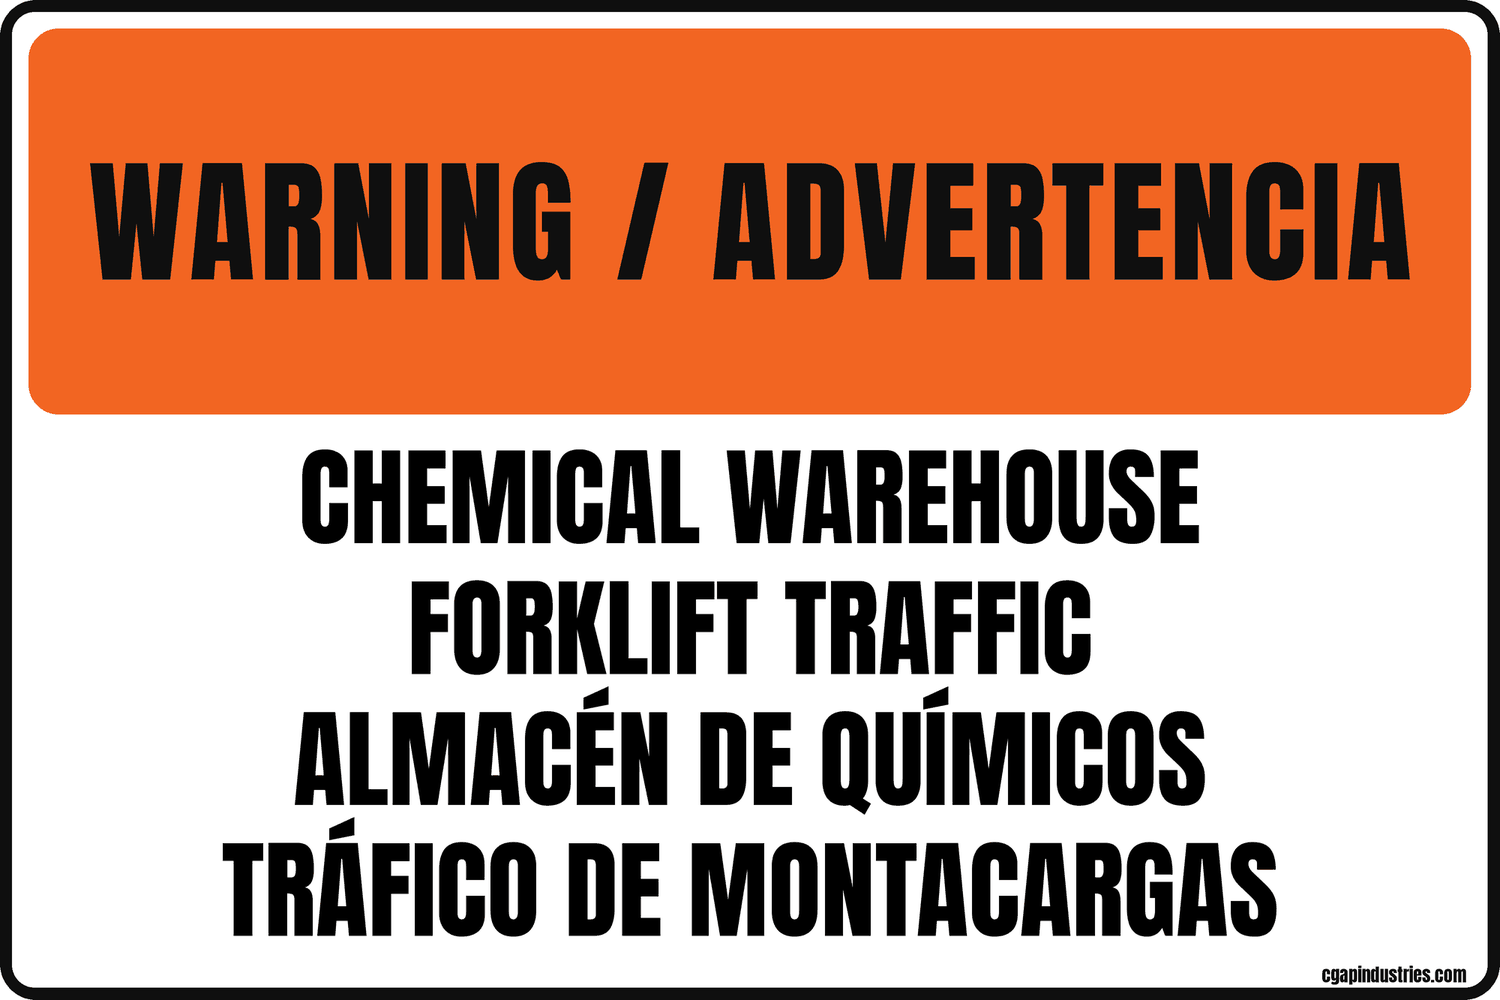 WARNING / ADVERTENCIA
CHEMICAL WAREHOUSE
FORKLIFT TRAFFIC
ALMACÉN DE QUÍMICOS
TRÁFICO DE MONTACARGAS
cgapindustries.com